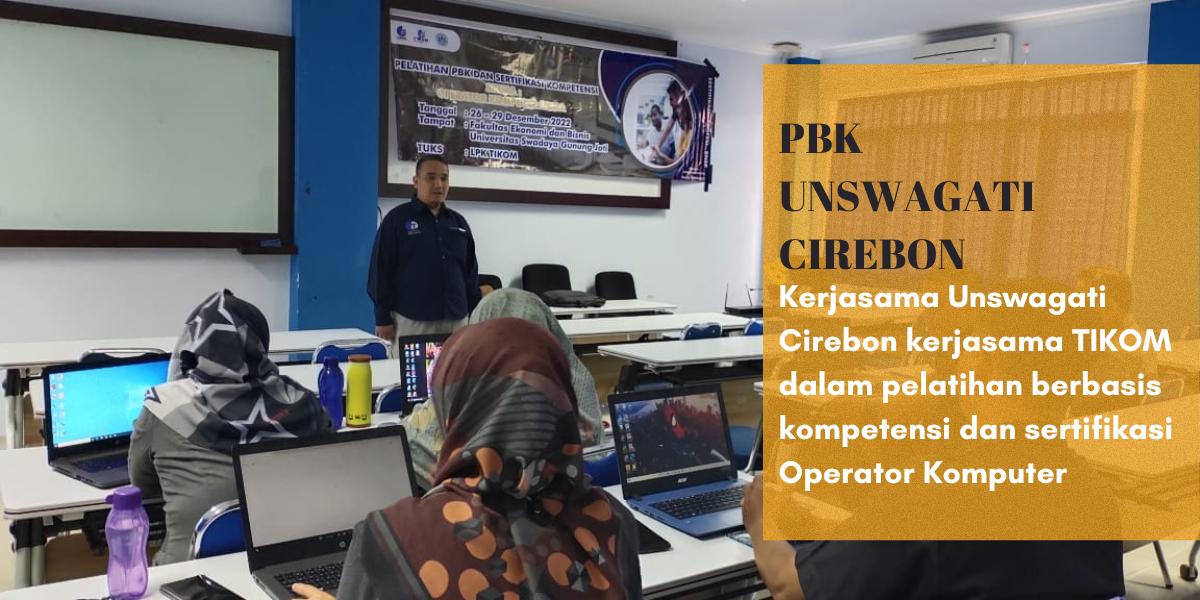 PELATIHAN PBK DAN SERTIFIKASI KOMPETENSI
Tanggal : 26 - 29 Desember 2022
Tampat : Fakultas Ekonomi dan Bisnis
Universitas Swadaya Gunung Jati
TUKS : LPK TIKOM
PBK
UNSWAGATI
CIREBON
Kerjasama Unswagati
Cirebon kerjasama TIKOM
dalam pelatihan berbasis
kompetensi dan sertifikasi
Operator Komputer